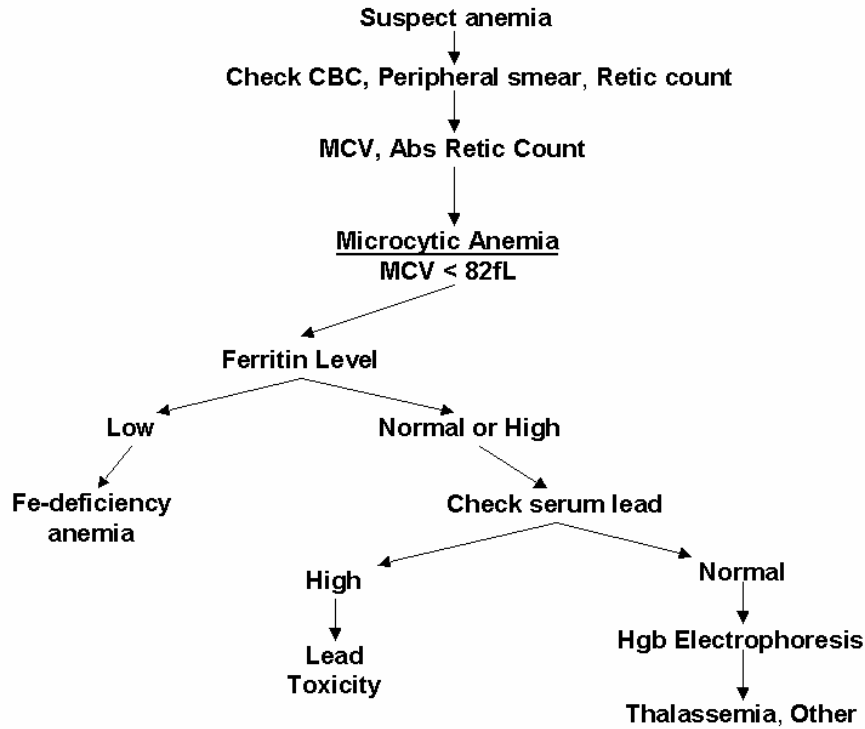 Suspect anemia
Check CBC, Peripheral smear, Retic count
MCV, Abs Retic Count
Microcytic Anemia
MCV < 82fL
Ferritin Level
Low
Normal or High
Fe-deficiency
anemia
Check serum lead
High
Normal
Lead
Toxicity
Hgb Electrophoresis
Thalassemia, Other